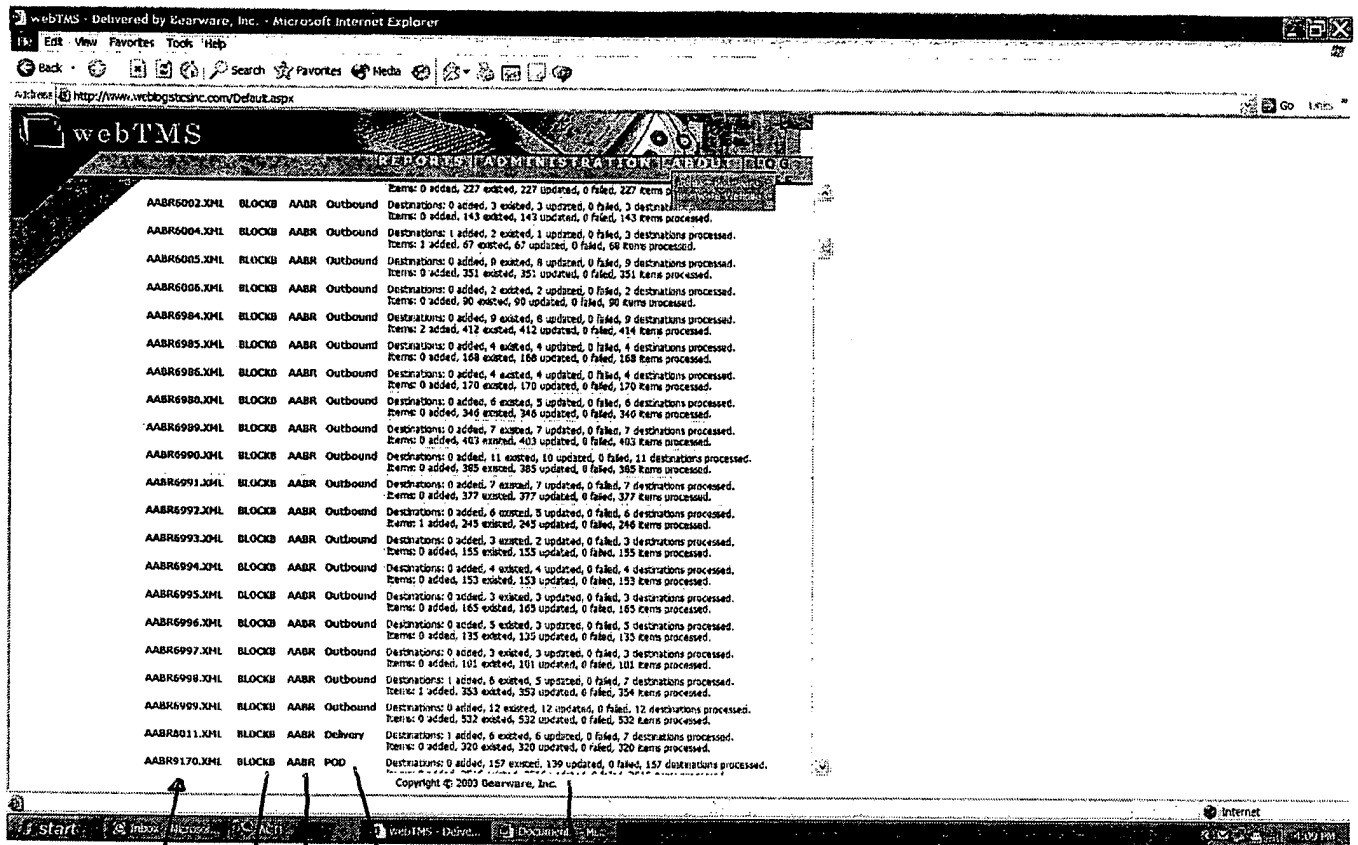 webTMS - Delivered by Bearware, Inc. - Microsoft Internet Explorer
Edit View Favorites Tools Help
Back Search Favorites Media
Address http://www.weblogisticsinc.com/Default.aspx Go Links »
webTMS
REPORTS | ADMINISTRATION | ABOUT
Items: 0 added, 227 existed, 227 updated, 0 failed, 227 items
AABR6002.XML BLOCKB AABR Outbound Destinations: 0 added, 3 existed, 3 updated, 0 failed, 3
Items: 0 added, 143 existed, 143 updated, 0 failed, 143 items processed.
AABR6004.XML BLOCKB AABR Outbound Destinations: 1 added, 2 existed, 1 updated, 0 failed, 3 destinations processed.
Items: 1 added, 67 existed, 67 updated, 0 failed, 68 items processed.
AABR6005.XML BLOCKB AABR Outbound Destinations: 0 added, 9 existed, 8 updated, 0 failed, 9 destinations processed.
Items: 0 added, 351 existed, 351 updated, 0 failed, 351 items processed.
AABR6006.XML BLOCKB AABR Outbound Destinations: 0 added, 2 existed, 2 updated, 0 failed, 2 destinations processed.
Items: 0 added, 90 existed, 90 updated, 0 failed, 90 items processed.
AABR6984.XML BLOCKB AABR Outbound Destinations: 0 added, 9 existed, 6 updated, 0 failed, 9 destinations processed.
Items: 2 added, 412 existed, 412 updated, 0 failed, 414 items processed.
AABR6985.XML BLOCKB AABR Outbound Destinations: 0 added, 4 existed, 4 updated, 0 failed, 4 destinations processed.
Items: 0 added, 168 existed, 168 updated, 0 failed, 168 items processed.
AABR6986.XML BLOCKB AABR Outbound Destinations: 0 added, 4 existed, 4 updated, 0 failed, 4 destinations processed.
Items: 0 added, 170 existed, 170 updated, 0 failed, 170 items processed.
AABR6988.XML BLOCKB AABR Outbound Destinations: 0 added, 6 existed, 5 updated, 0 failed, 6 destinations processed.
Items: 0 added, 346 existed, 346 updated, 0 failed, 346 items processed.
AABR6989.XML BLOCKB AABR Outbound Destinations: 0 added, 7 existed, 7 updated, 0 failed, 7 destinations processed.
Items: 0 added, 403 existed, 403 updated, 0 failed, 403 items processed.
AABR6990.XML BLOCKB AABR Outbound Destinations: 0 added, 11 existed, 10 updated, 0 failed, 11 destinations processed.
Items: 0 added, 385 existed, 385 updated, 0 failed, 385 items processed.
AABR6991.XML BLOCKB AABR Outbound Destinations: 0 added, 7 existed, 7 updated, 0 failed, 7 destinations processed.
Items: 0 added, 377 existed, 377 updated, 0 failed, 377 items processed.
AABR6992.XML BLOCKB AABR Outbound Destinations: 0 added, 6 existed, 5 updated, 0 failed, 6 destinations processed.
Items: 1 added, 245 existed, 245 updated, 0 failed, 246 items processed.
AABR6993.XML BLOCKB AABR Outbound Destinations: 0 added, 3 existed, 2 updated, 0 failed, 3 destinations processed.
Items: 0 added, 155 existed, 155 updated, 0 failed, 155 items processed.
AABR6994.XML BLOCKB AABR Outbound Destinations: 0 added, 4 existed, 4 updated, 0 failed, 4 destinations processed.
Items: 0 added, 153 existed, 153 updated, 0 failed, 153 items processed.
AABR6995.XML BLOCKB AABR Outbound Destinations: 0 added, 3 existed, 3 updated, 0 failed, 3 destinations processed.
Items: 0 added, 165 existed, 165 updated, 0 failed, 165 items processed.
AABR6996.XML BLOCKB AABR Outbound Destinations: 0 added, 5 existed, 3 updated, 0 failed, 5 destinations processed.
Items: 0 added, 135 existed, 135 updated, 0 failed, 135 items processed.
AABR6997.XML BLOCKB AABR Outbound Destinations: 0 added, 3 existed, 3 updated, 0 failed, 3 destinations processed.
Items: 0 added, 101 existed, 101 updated, 0 failed, 101 items processed.
AABR6998.XML BLOCKB AABR Outbound Destinations: 1 added, 6 existed, 5 updated, 0 failed, 7 destinations processed.
Items: 1 added, 353 existed, 353 updated, 0 failed, 354 items processed.
AABR6999.XML BLOCKB AABR Outbound Destinations: 0 added, 12 existed, 12 updated, 0 failed, 12 destinations processed.
Items: 0 added, 532 existed, 532 updated, 0 failed, 532 items processed.
AABR8011.XML BLOCKB AABR Delivery Destinations: 1 added, 6 existed, 6 updated, 0 failed, 7 destinations processed.
Items: 0 added, 320 existed, 320 updated, 0 failed, 320 items processed.
AABR9170.XML BLOCKB AABR POD Destinations: 0 added, 157 existed, 139 updated, 0 failed, 157 destinations processed.
Copyright © 2003 Bearware, Inc.
Internet
start Inbox - Microsof... ACT! webTMS - Delive... Document - Mi... 4:09 PM